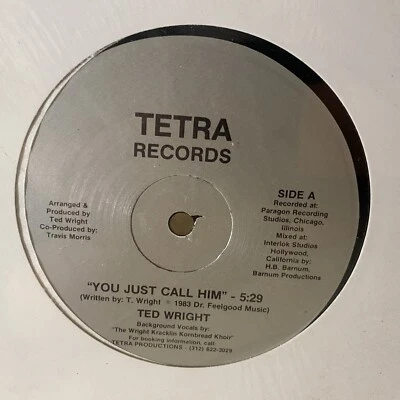 TETRA
RECORDS
Arranged &
Produced by
Ted Wright
Co-Produced by:
Travis Morris
SIDE A
Recorded at:
Paragon Recording
Studios, Chicago,
Illinois
Mixed at:
Interlok Studios
Hollywood,
California by:
H.B. Barnum,
Barnum Productions
"YOU JUST CALL HIM" - 5:29
(Written by: T. Wright © 1983 Dr. Feelgood Music)
TED WRIGHT
Background Vocals by:
"The Wright Kracklin Kornbread Khoir"
For booking information, call:
TETRA PRODUCTIONS - (312) 822-3029